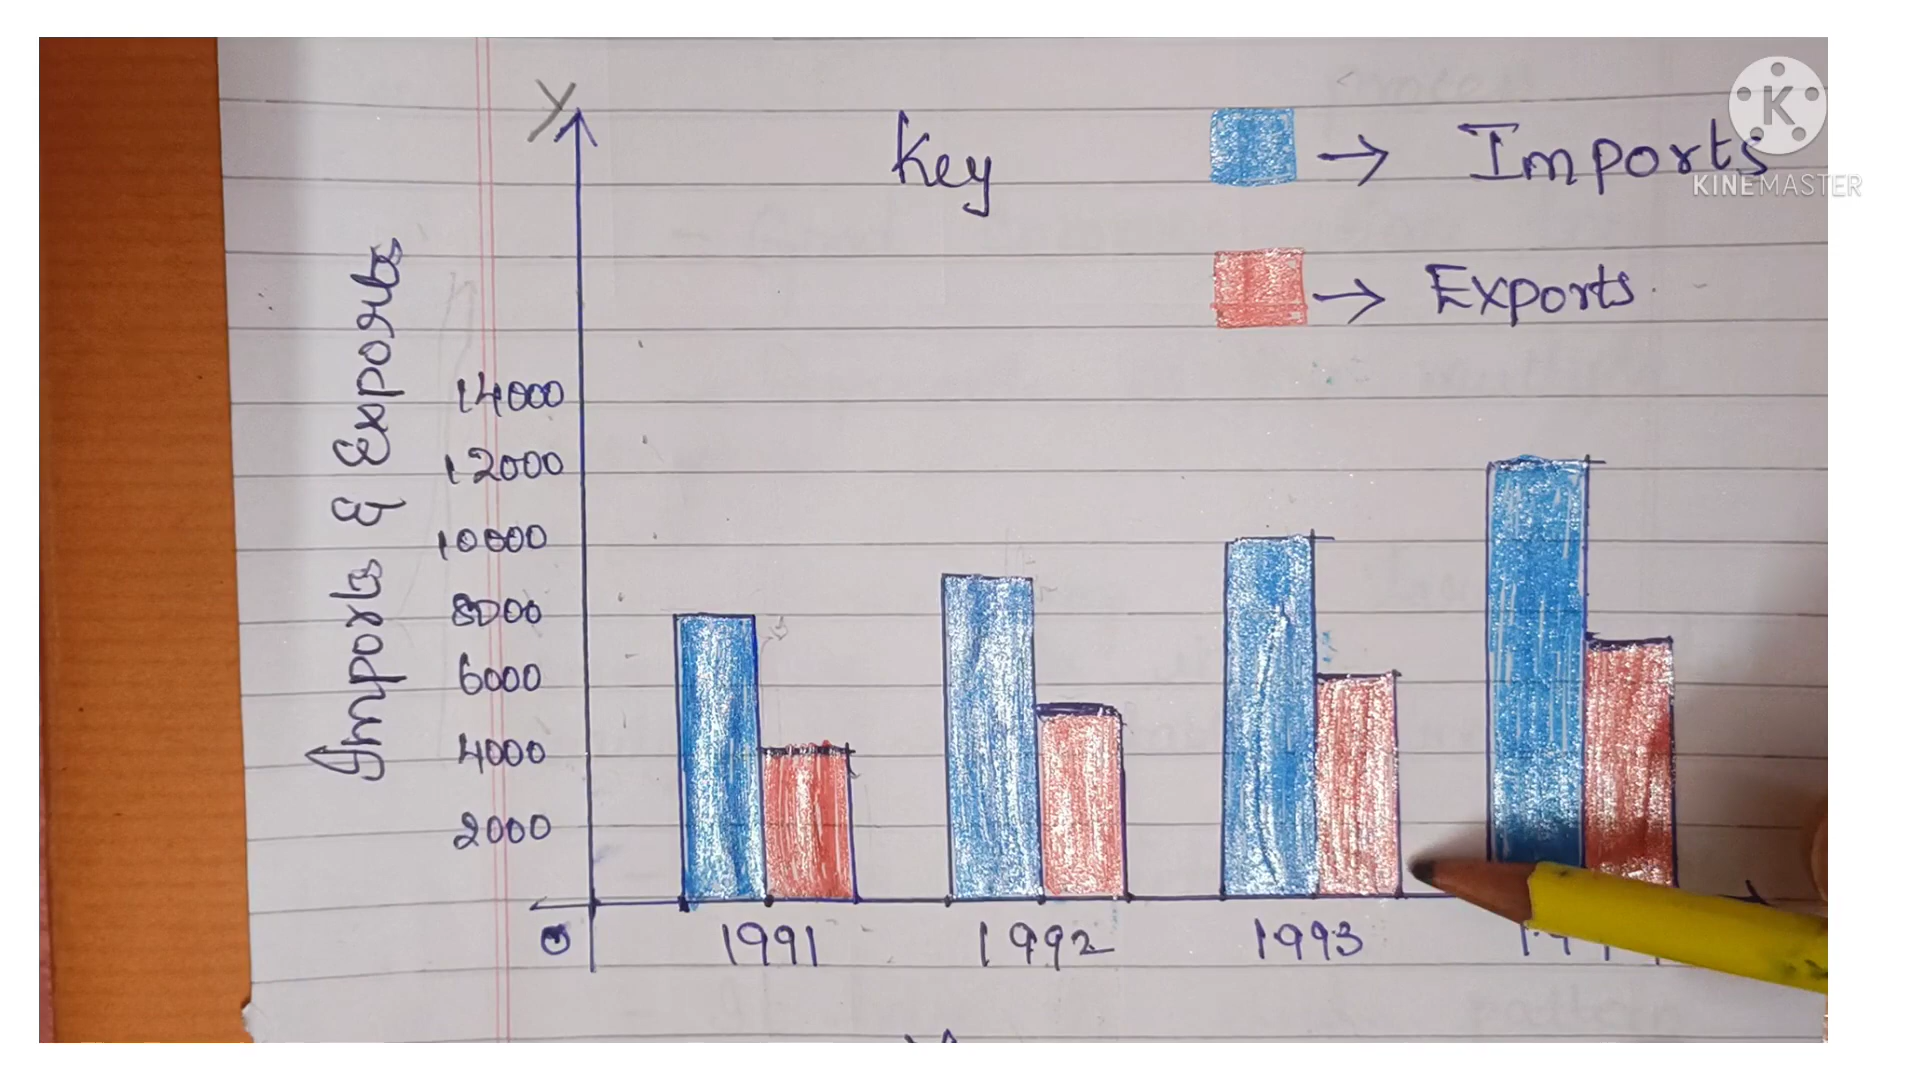 Y
Key → Imports
K
KINEMASTER
→ Exports
Imports & Exports
14000
12000
10000
8000
6000
4000
2000
0 1991 1992 1993